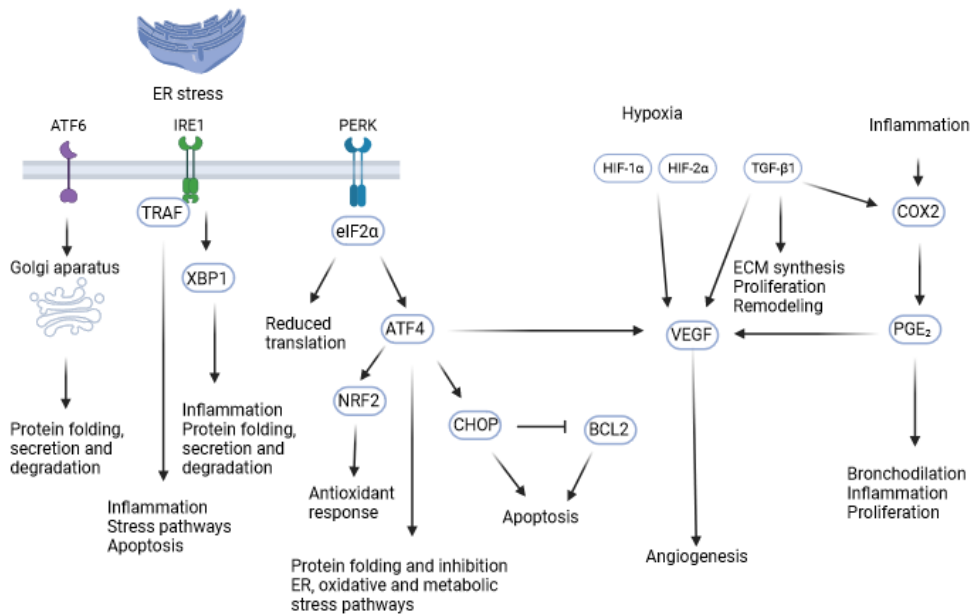 ER stress
ATF6
IRE1
PERK
Hypoxia
Inflammation
HIF-1α
HIF-2α
TGF-β1
TRAF
eIF2α
COX2
Golgi aparatus
XBP1
ECM synthesis
Proliferation
Remodeling
Reduced
translation
ATF4
VEGF
PGE₂
NRF2
CHOP
BCL2
Protein folding,
secretion and
degradation
Inflammation
Protein folding,
secretion and
degradation
Inflammation
Stress pathways
Apoptosis
Antioxidant
response
Apoptosis
Bronchodilation
Inflammation
Proliferation
Angiogenesis
Protein folding and inhibition
ER, oxidative and metabolic
stress pathways